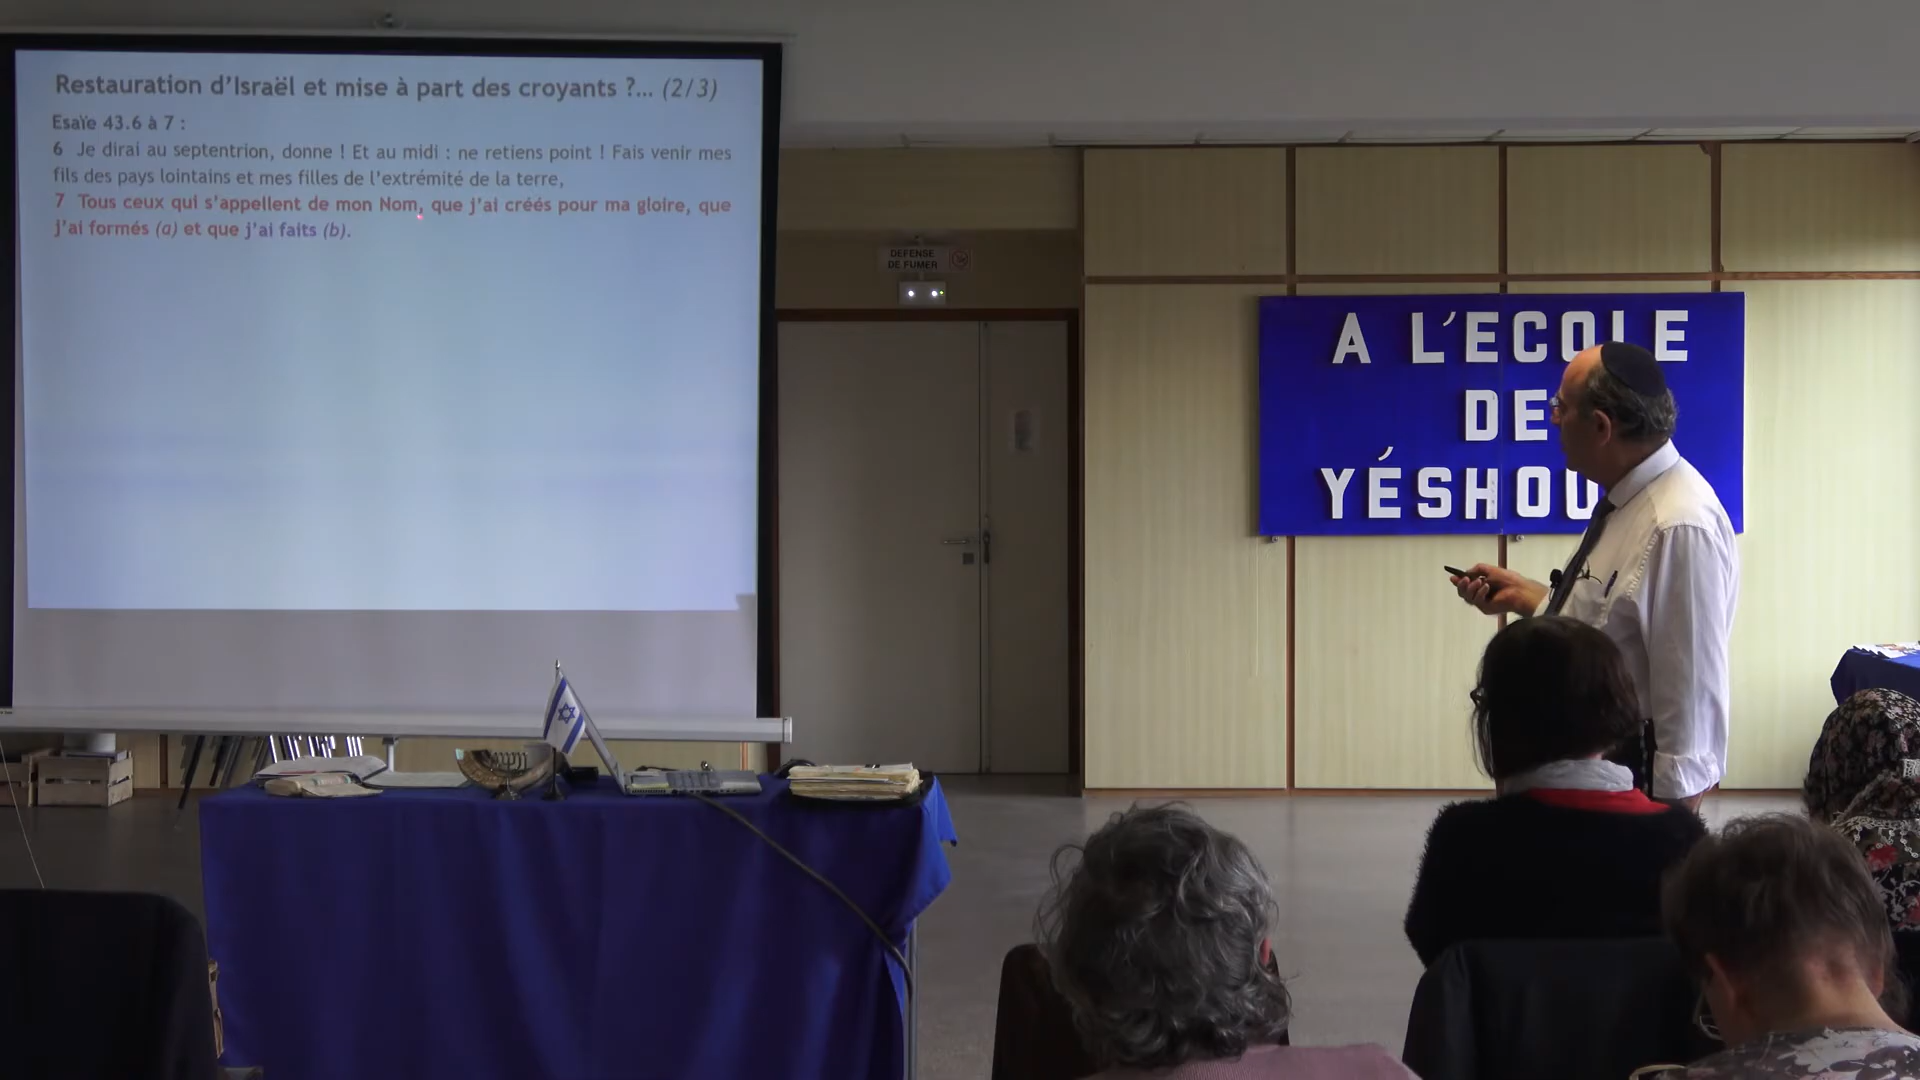 Restauration d'Israël et mise à part des croyants ?... (2/3)
Esaïe 43.6 à 7 :
6 Je dirai au septentrion, donne ! Et au midi : ne retiens point ! Fais venir mes
fils des pays lointains et mes filles de l'extrémité de la terre,
7 Tous ceux qui s'appellent de mon Nom, que j'ai créés pour ma gloire, que
j'ai formés (a) et que j'ai faits (b).
DEFENSE
DE FUMER
A L'ECOLE
DE
YÉSHOU